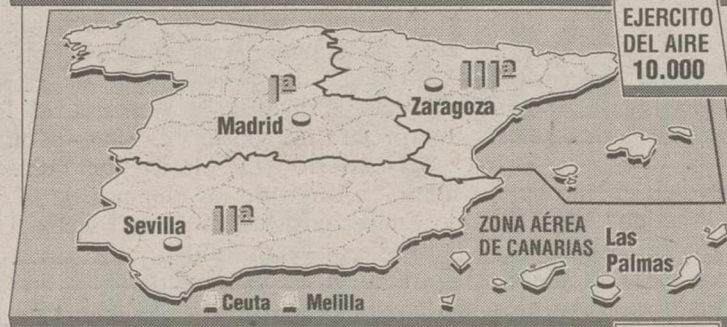 EJERCITO
DEL AIRE
10.000
Iª
IIIª
Zaragoza
Madrid
IIª
Sevilla
ZONA AÉREA
DE CANARIAS
Las
Palmas
Ceuta
Melilla